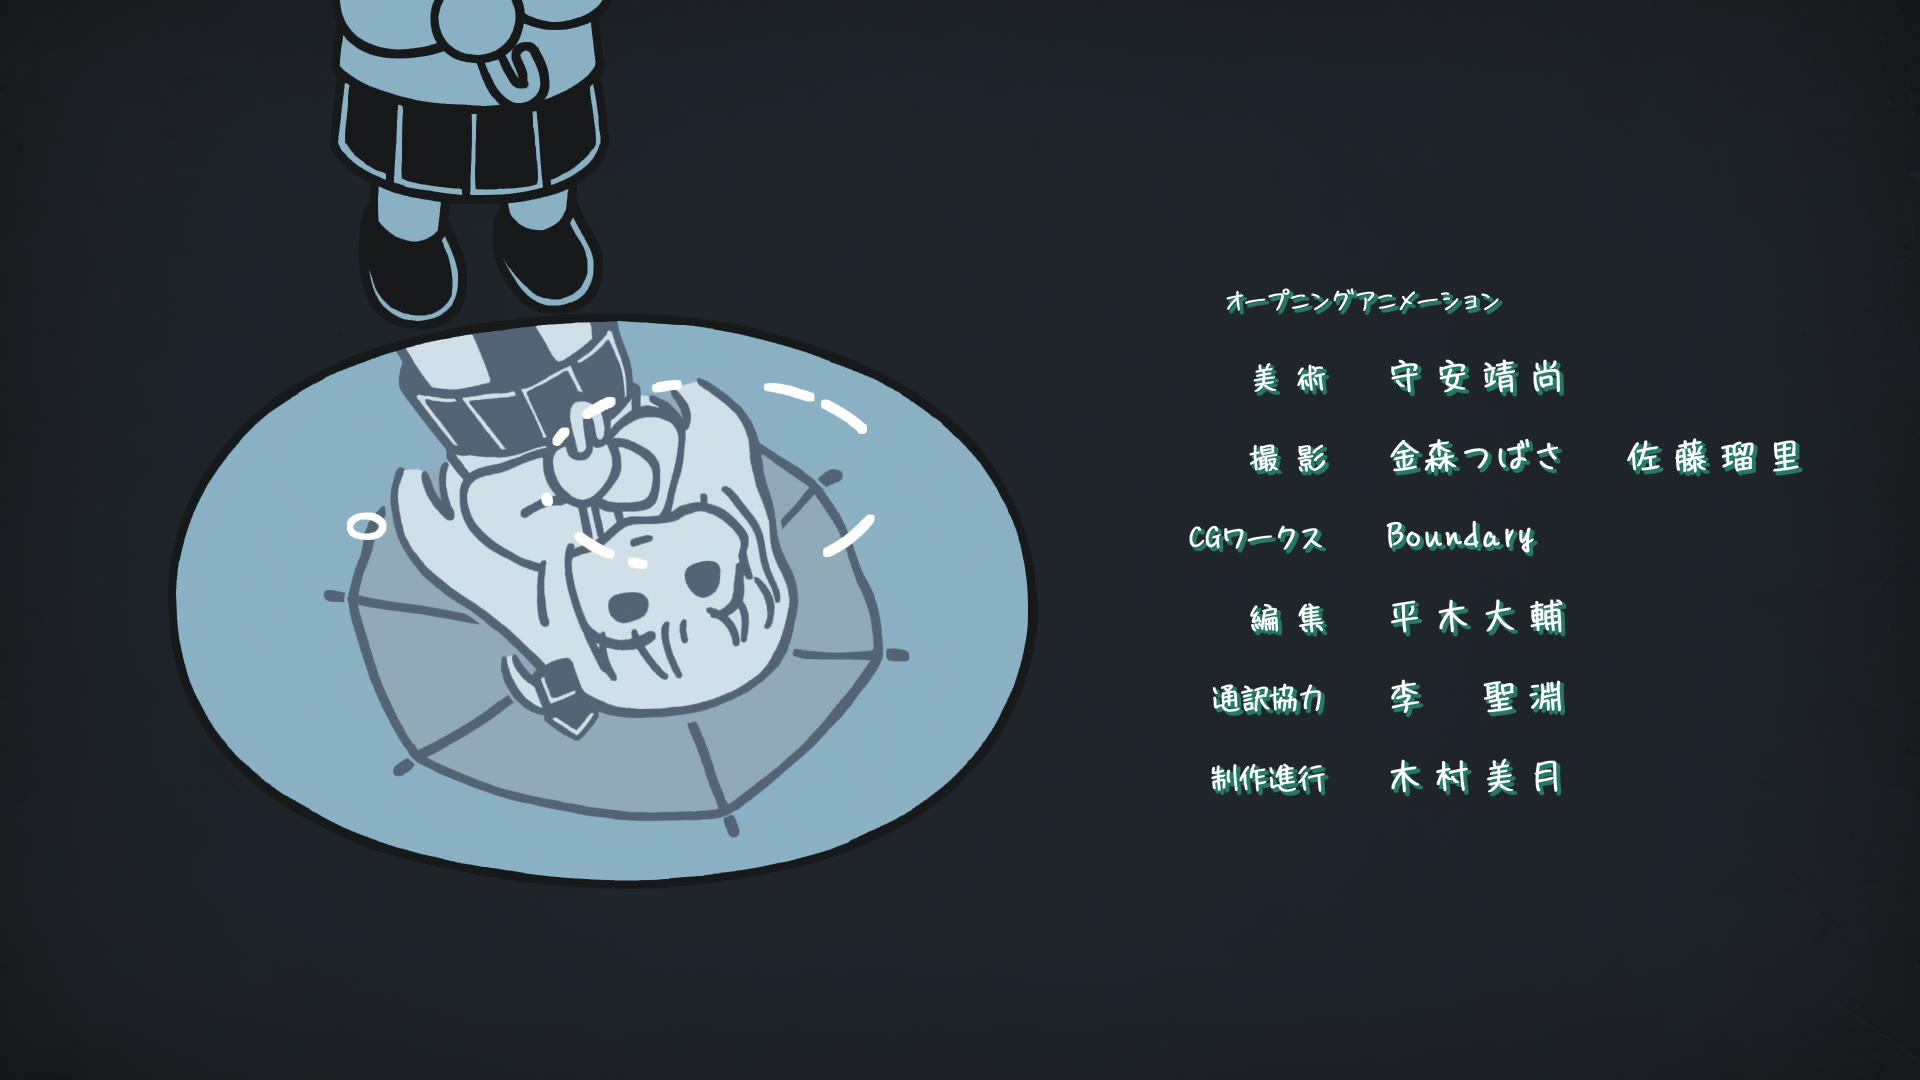 オープニングアニメーション
美術 守安靖尚
撮影 金森つばさ 佐藤瑠里
CGワークス Boundary
編集 平木大輔
通訳協力 李 聖淵
制作進行 木村美月